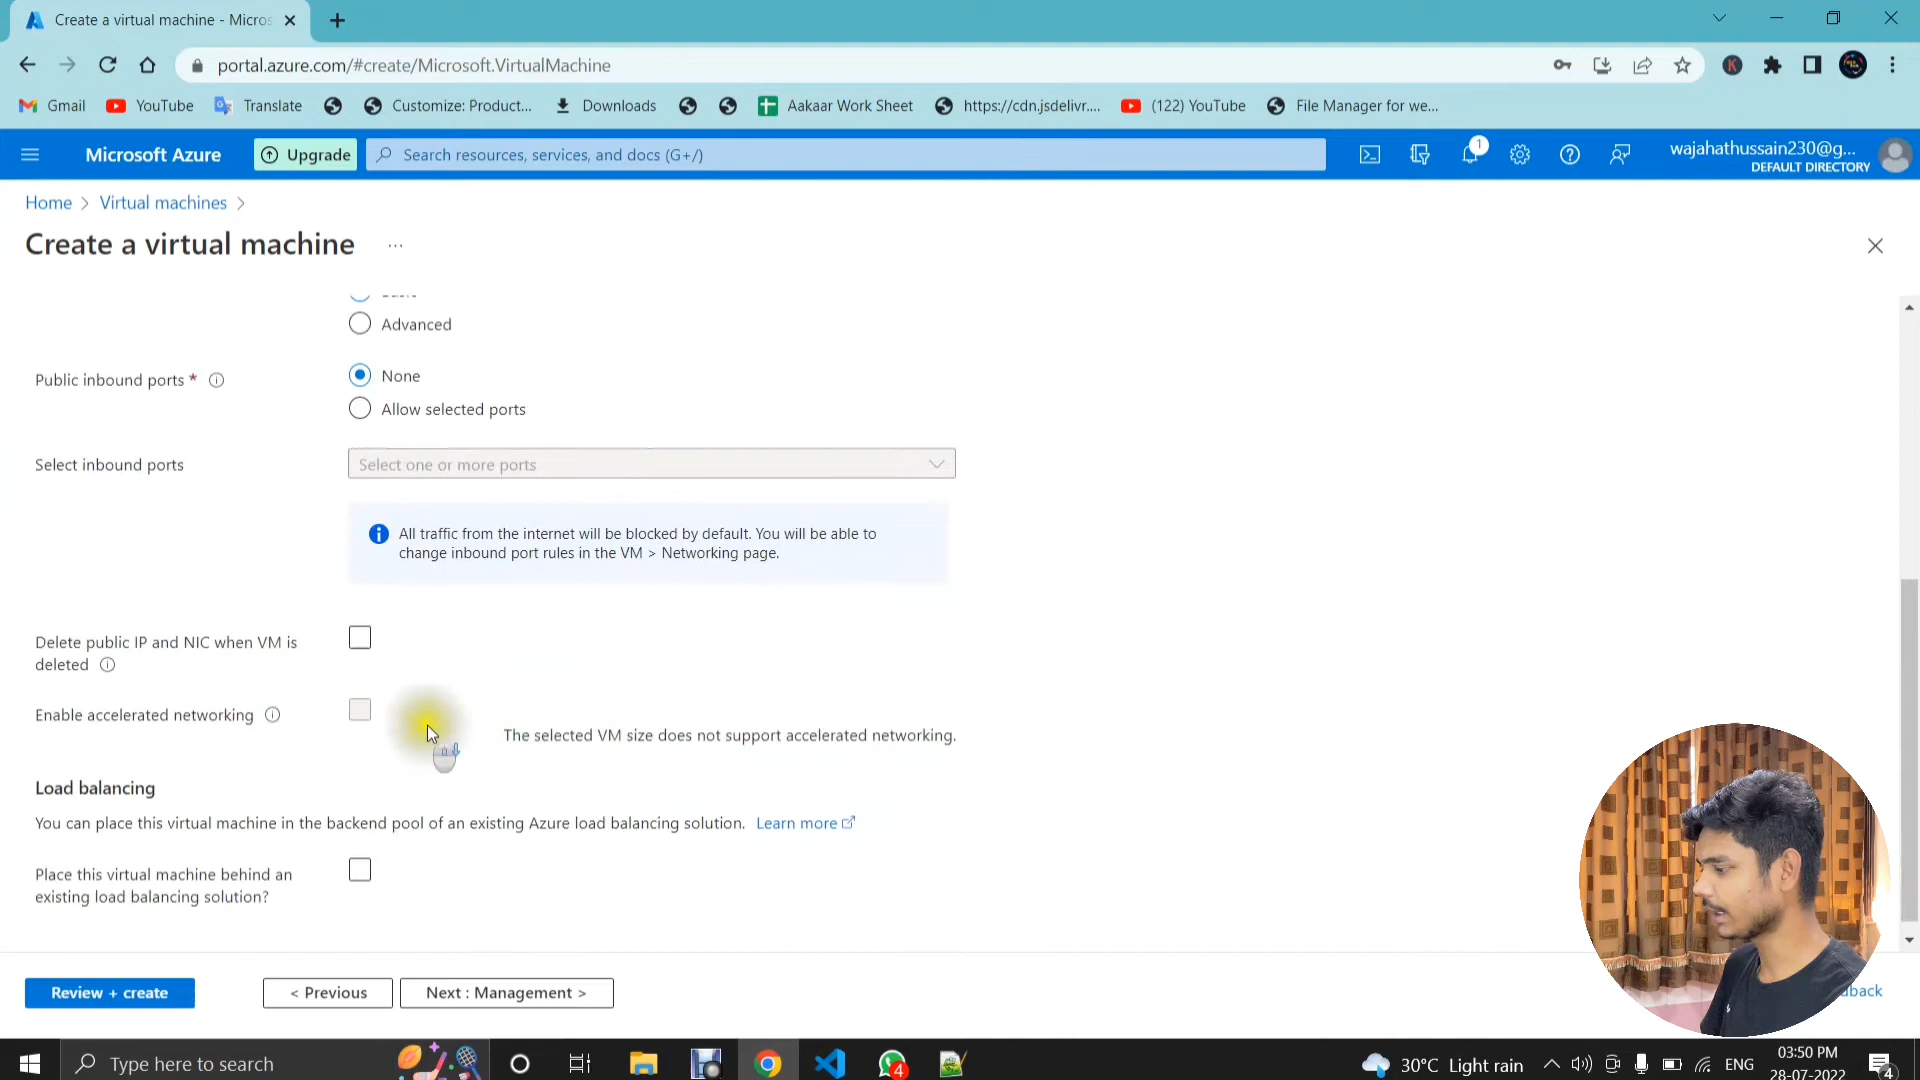 Create a virtual machine - Micros
portal.azure.com/#create/Microsoft.VirtualMachine
K
Gmail YouTube Translate Customize: Product... Downloads Aakaar Work Sheet https://cdn.jsdelivr.... (122) YouTube File Manager for we...
Microsoft Azure Upgrade Search resources, services, and docs (G+/) 1 wajahathussain230@g...
DEFAULT DIRECTORY
Home > Virtual machines >
Create a virtual machine ...
Advanced
Public inbound ports * None
Allow selected ports
Select inbound ports Select one or more ports
All traffic from the internet will be blocked by default. You will be able to
change inbound port rules in the VM > Networking page.
Delete public IP and NIC when VM is
deleted
Enable accelerated networking
The selected VM size does not support accelerated networking.
Load balancing
You can place this virtual machine in the backend pool of an existing Azure load balancing solution. Learn more
Place this virtual machine behind an
existing load balancing solution?
Review + create < Previous Next : Management >
Type here to search 4 30°C Light rain ENG 03:50 PM
28-07-2022 4